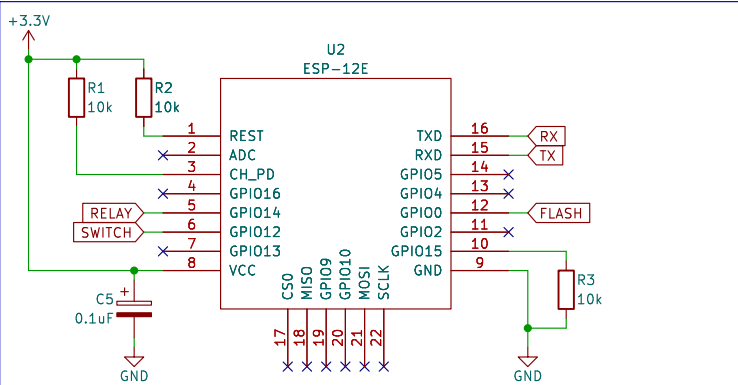 +3.3V
U2
ESP-12E
R1
10k
R2
10k
1 REST
2 ADC
3 CH_PD
4 GPIO16
RELAY 5 GPIO14
SWITCH 6 GPIO12
7 GPIO13
8 VCC
TXD 16 RX
RXD 15 TX
GPIO5 14
GPIO4 13
GPIO0 12 FLASH
GPIO2 11
GPIO15 10
GND 9
CS0 17
MISO 18
GPIO9 19
GPIO10 20
MOSI 21
SCLK 22
+
C5
0.1uF
GND
R3
10k
GND